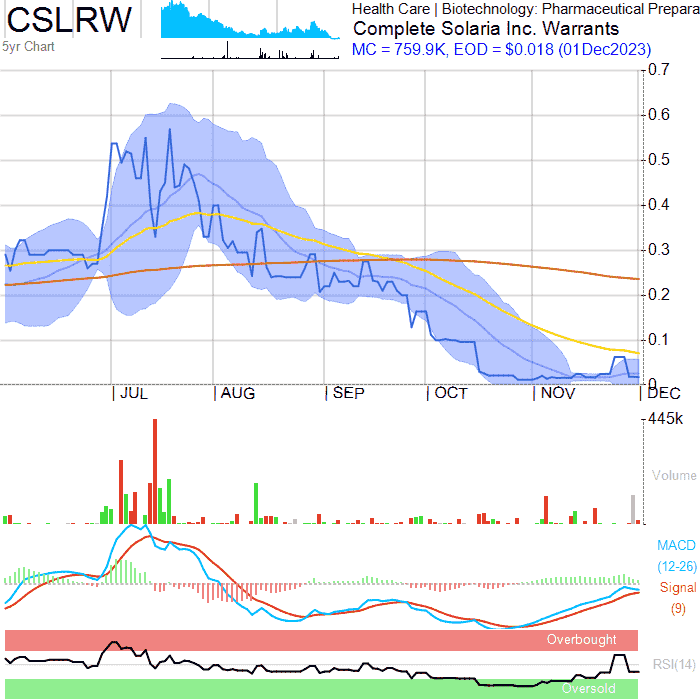 CSLRW
5yr Chart
Health Care | Biotechnology: Pharmaceutical Prepara
Complete Solaria Inc. Warrants
MC = 759.9K, EOD = $0.018 (01Dec2023)
0.7
0.6
0.5
0.4
0.3
0.2
0.1
0
JUL AUG SEP OCT NOV DEC
445k
Volume
MACD
(12-26)
Signal
(9)
Overbought
RSI(14)
Oversold